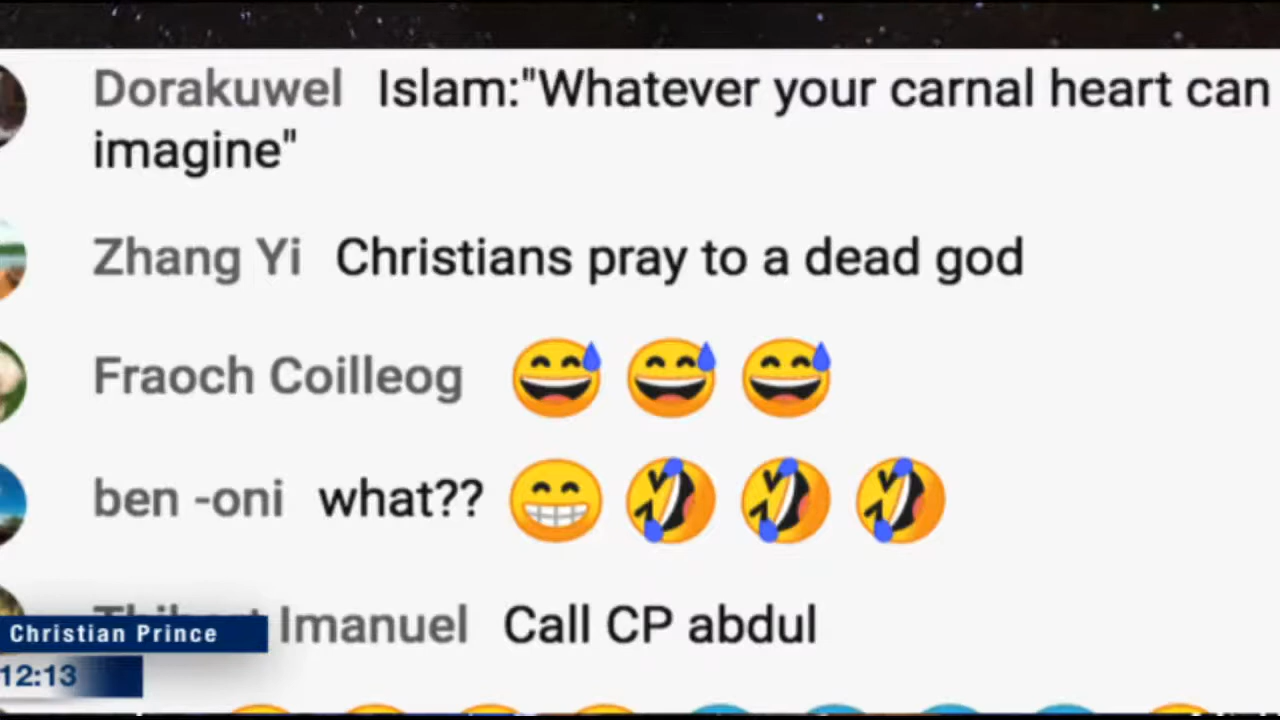 Dorakuwel Islam:"Whatever your carnal heart can
imagine"
Zhang Yi Christians pray to a dead god
Fraoch Coilleog 😅😅😅
ben -oni what?? 😁🤣🤣🤣
Imanuel Call CP abdul
Christian Prince
12:13